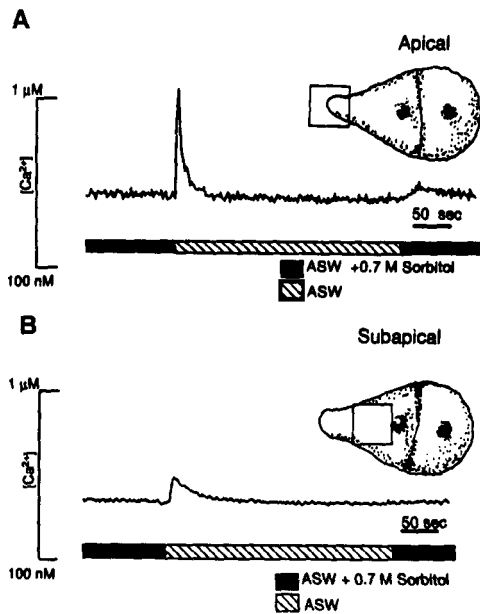 A
Apical
1 µM
[Ca²⁺]
50 sec
100 nM
ASW +0.7 M Sorbitol
ASW
B
Subapical
1 µM
[Ca²⁺]
50 sec
100 nM
ASW + 0.7 M Sorbitol
ASW